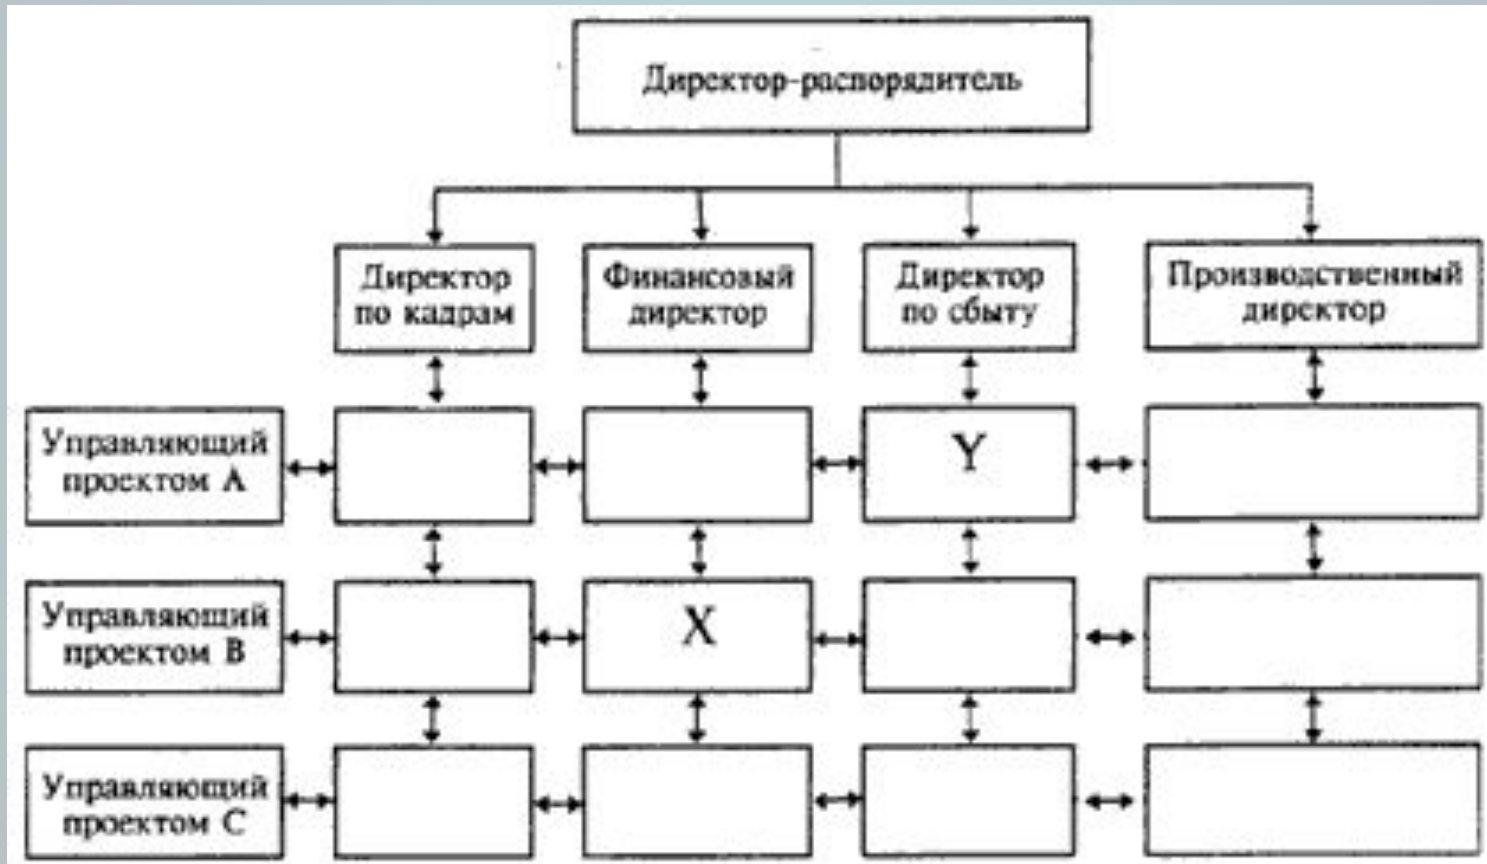 Директор-распорядитель
Директор
по кадрам
Финансовый
директор
Директор
по сбыту
Производственный
директор
Управляющий
проектом А
Y
Управляющий
проектом В
X
Управляющий
проектом С